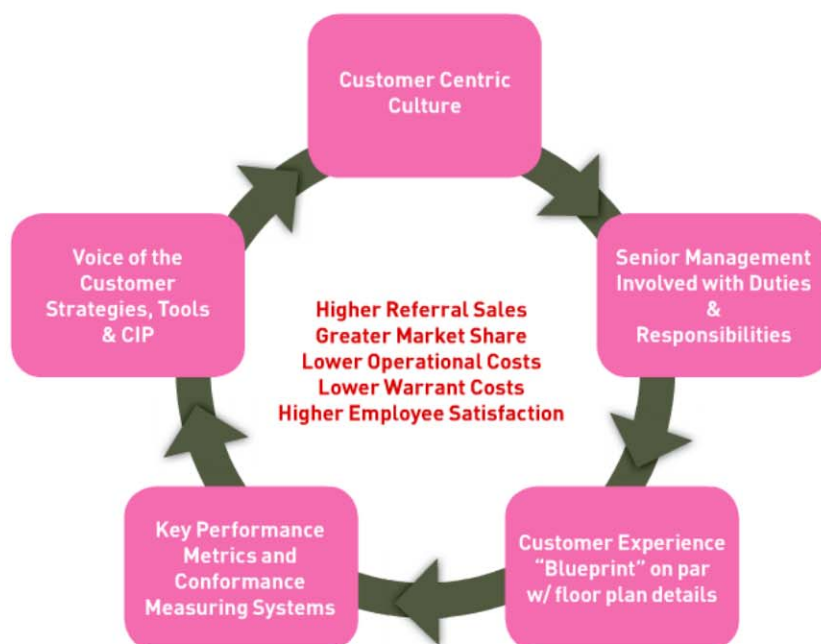 Customer Centric
Culture
Senior Management
Involved with Duties
&
Responsibilities
Customer Experience
“Blueprint” on par
w/ floor plan details
Key Performance
Metrics and
Conformance
Measuring Systems
Voice of the
Customer
Strategies, Tools
& CIP
Higher Referral Sales
Greater Market Share
Lower Operational Costs
Lower Warrant Costs
Higher Employee Satisfaction